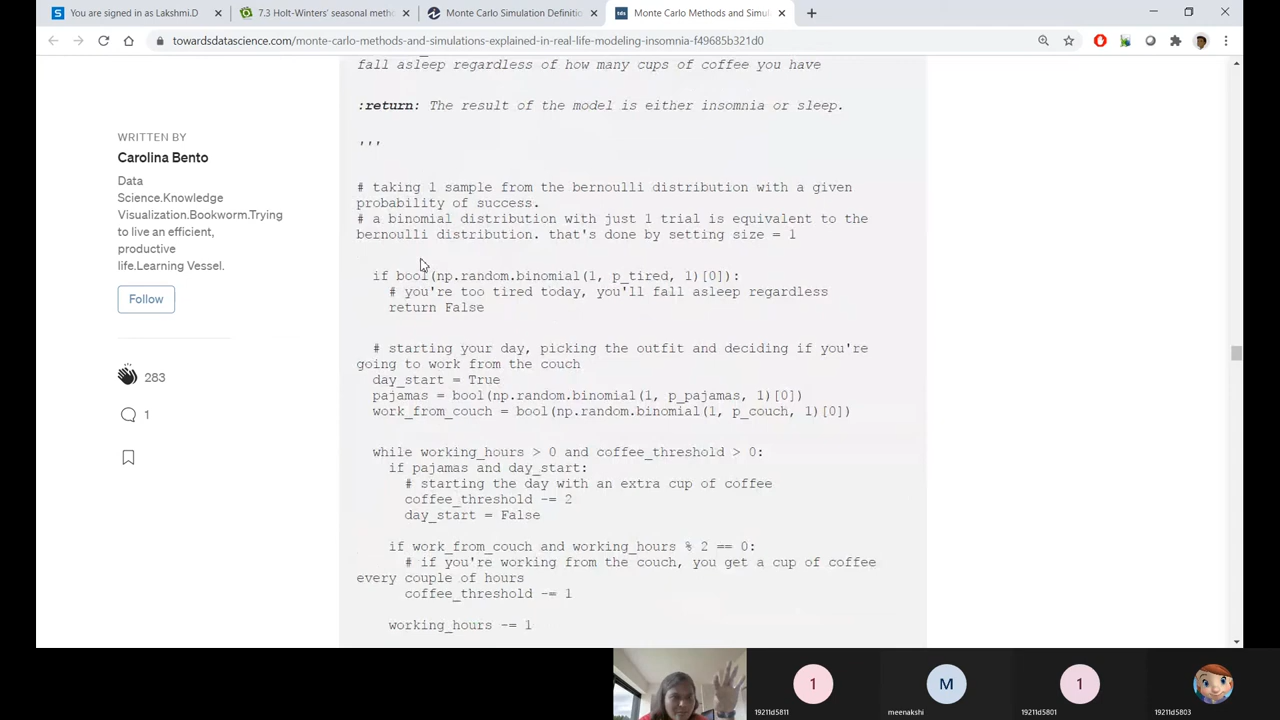 You are signed in as Lakshmi.D
7.3 Holt-Winters' seasonal meth
Monte Carlo Simulation Definitio
Monte Carlo Methods and Simul
towardsdatascience.com/monte-carlo-methods-and-simulations-explained-in-real-life-modeling-insomnia-f49685b321d0
fall asleep regardless of how many cups of coffee you have
:return: The result of the model is either insomnia or sleep.
'''
WRITTEN BY
Carolina Bento
Data
Science.Knowledge
Visualization.Bookworm.Trying
to live an efficient,
productive
life.Learning Vessel.
Follow
283
1
# taking 1 sample from the bernoulli distribution with a given
probability of success.
# a binomial distribution with just 1 trial is equivalent to the
bernoulli distribution. that's done by setting size = 1
if bool(np.random.binomial(1, p_tired, 1)[0]):
# you're too tired today, you'll fall asleep regardless
return False
# starting your day, picking the outfit and deciding if you're
going to work from the couch
day_start = True
pajamas = bool(np.random.binomial(1, p_pajamas, 1)[0])
work_from_couch = bool(np.random.binomial(1, p_couch, 1)[0])
while working_hours > 0 and coffee_threshold > 0:
if pajamas and day_start:
# starting the day with an extra cup of coffee
coffee_threshold -= 2
day_start = False
if work_from_couch and working_hours % 2 == 0:
# if you're working from the couch, you get a cup of coffee
every couple of hours
coffee_threshold -= 1
working_hours -= 1
1
M
1
19211d5811
meenakshi
19211d5801
19211d5803